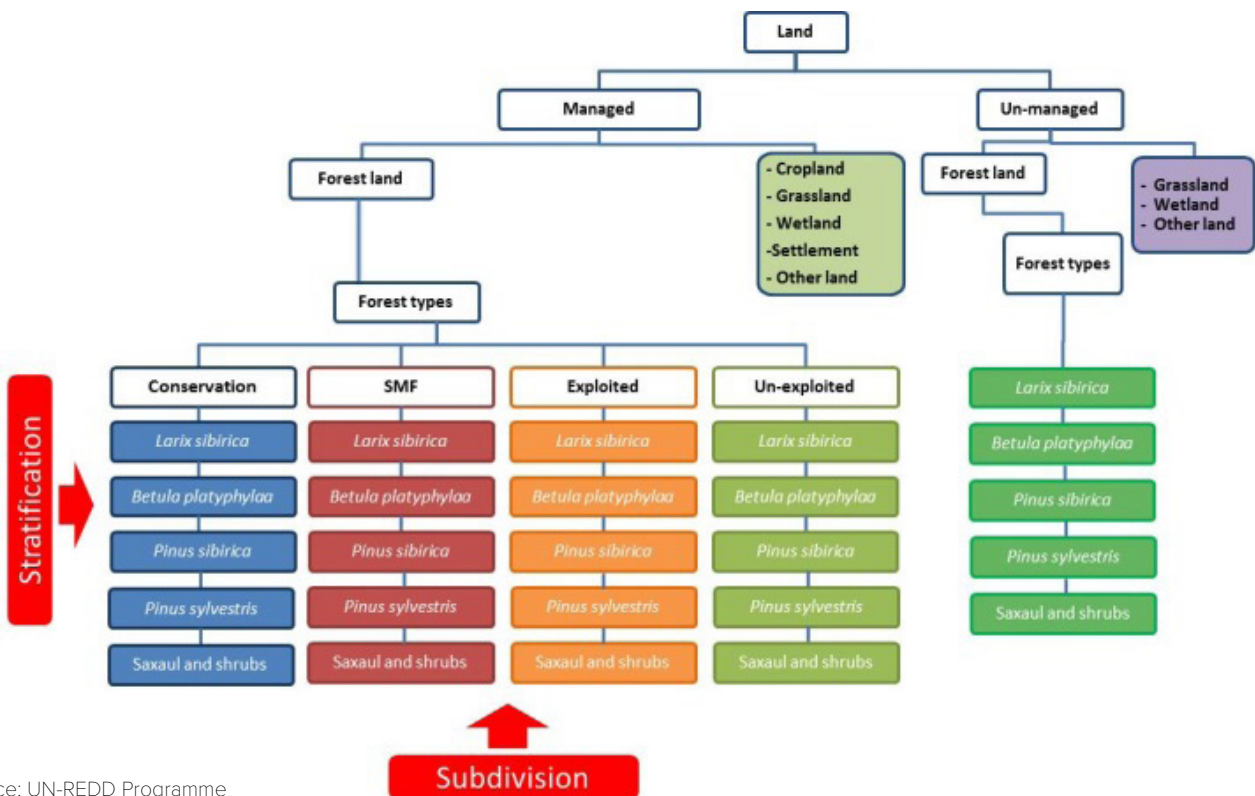 Land
Managed
Un-managed
Forest land
- Cropland
- Grassland
- Wetland
-Settlement
- Other land
Forest land
- Grassland
- Wetland
- Other land
Forest types
Forest types
Stratification
Conservation
SMF
Exploited
Un-exploited
Larix sibirica
Larix sibirica
Larix sibirica
Larix sibirica
Betula platyphylaa
Betula platyphylaa
Betula platyphylaa
Betula platyphylaa
Pinus sibirica
Pinus sibirica
Pinus sibirica
Pinus sibirica
Pinus sylvestris
Pinus sylvestris
Pinus sylvestris
Pinus sylvestris
Saxaul and shrubs
Saxaul and shrubs
Saxaul and shrubs
Saxaul and shrubs
Larix sibirica
Betula platyphylaa
Pinus sibirica
Pinus sylvestris
Saxaul and shrubs
Subdivision
ce: UN-REDD Programme